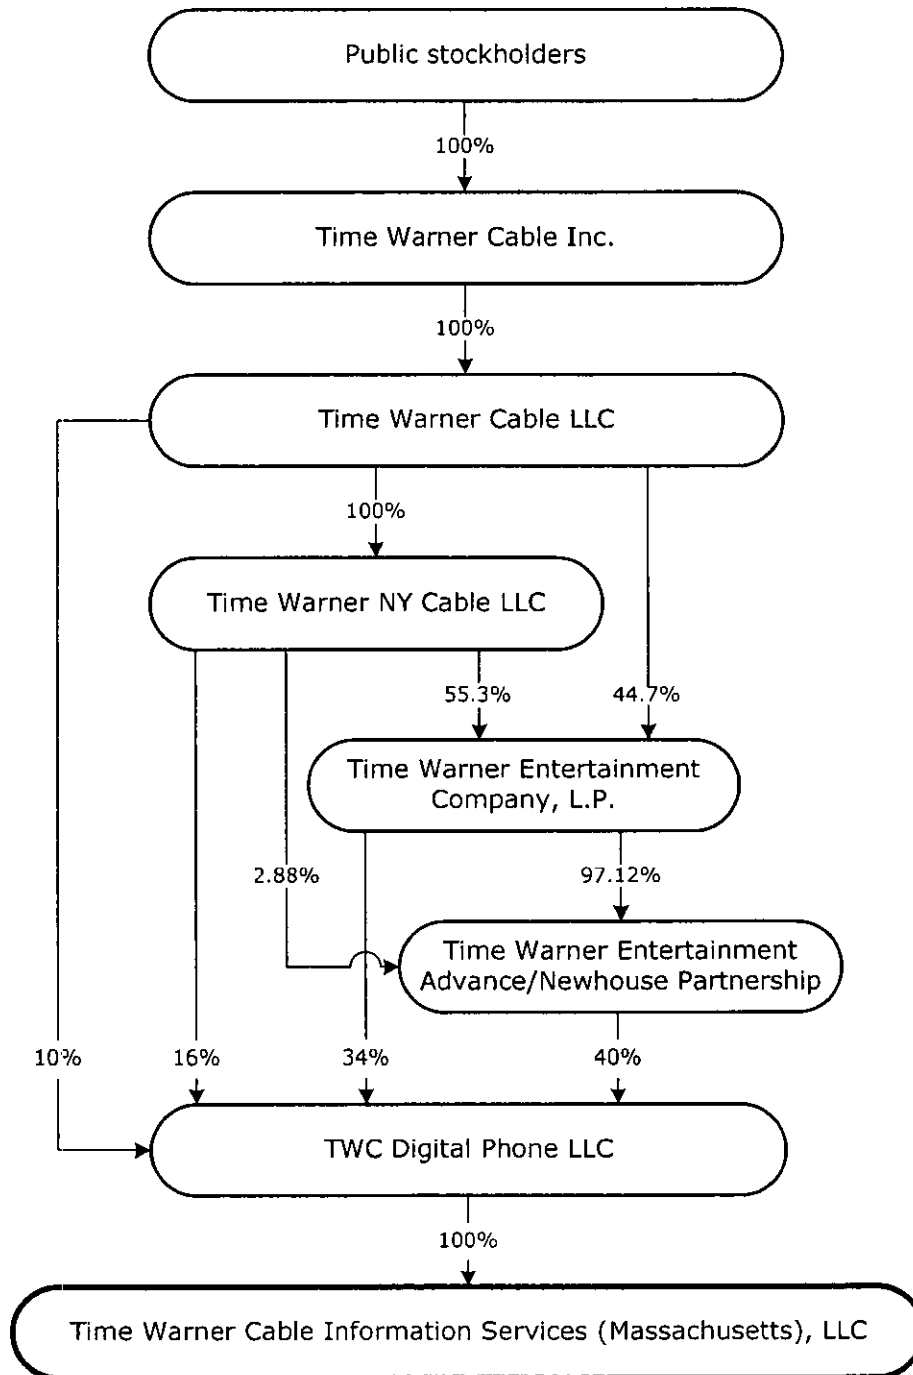 Public stockholders
100%
Time Warner Cable Inc.
100%
Time Warner Cable LLC
100%
Time Warner NY Cable LLC
55.3%
44.7%
Time Warner Entertainment
Company, L.P.
2.88%
97.12%
Time Warner Entertainment
Advance/Newhouse Partnership
10%
16%
34%
40%
TWC Digital Phone LLC
100%
Time Warner Cable Information Services (Massachusetts), LLC